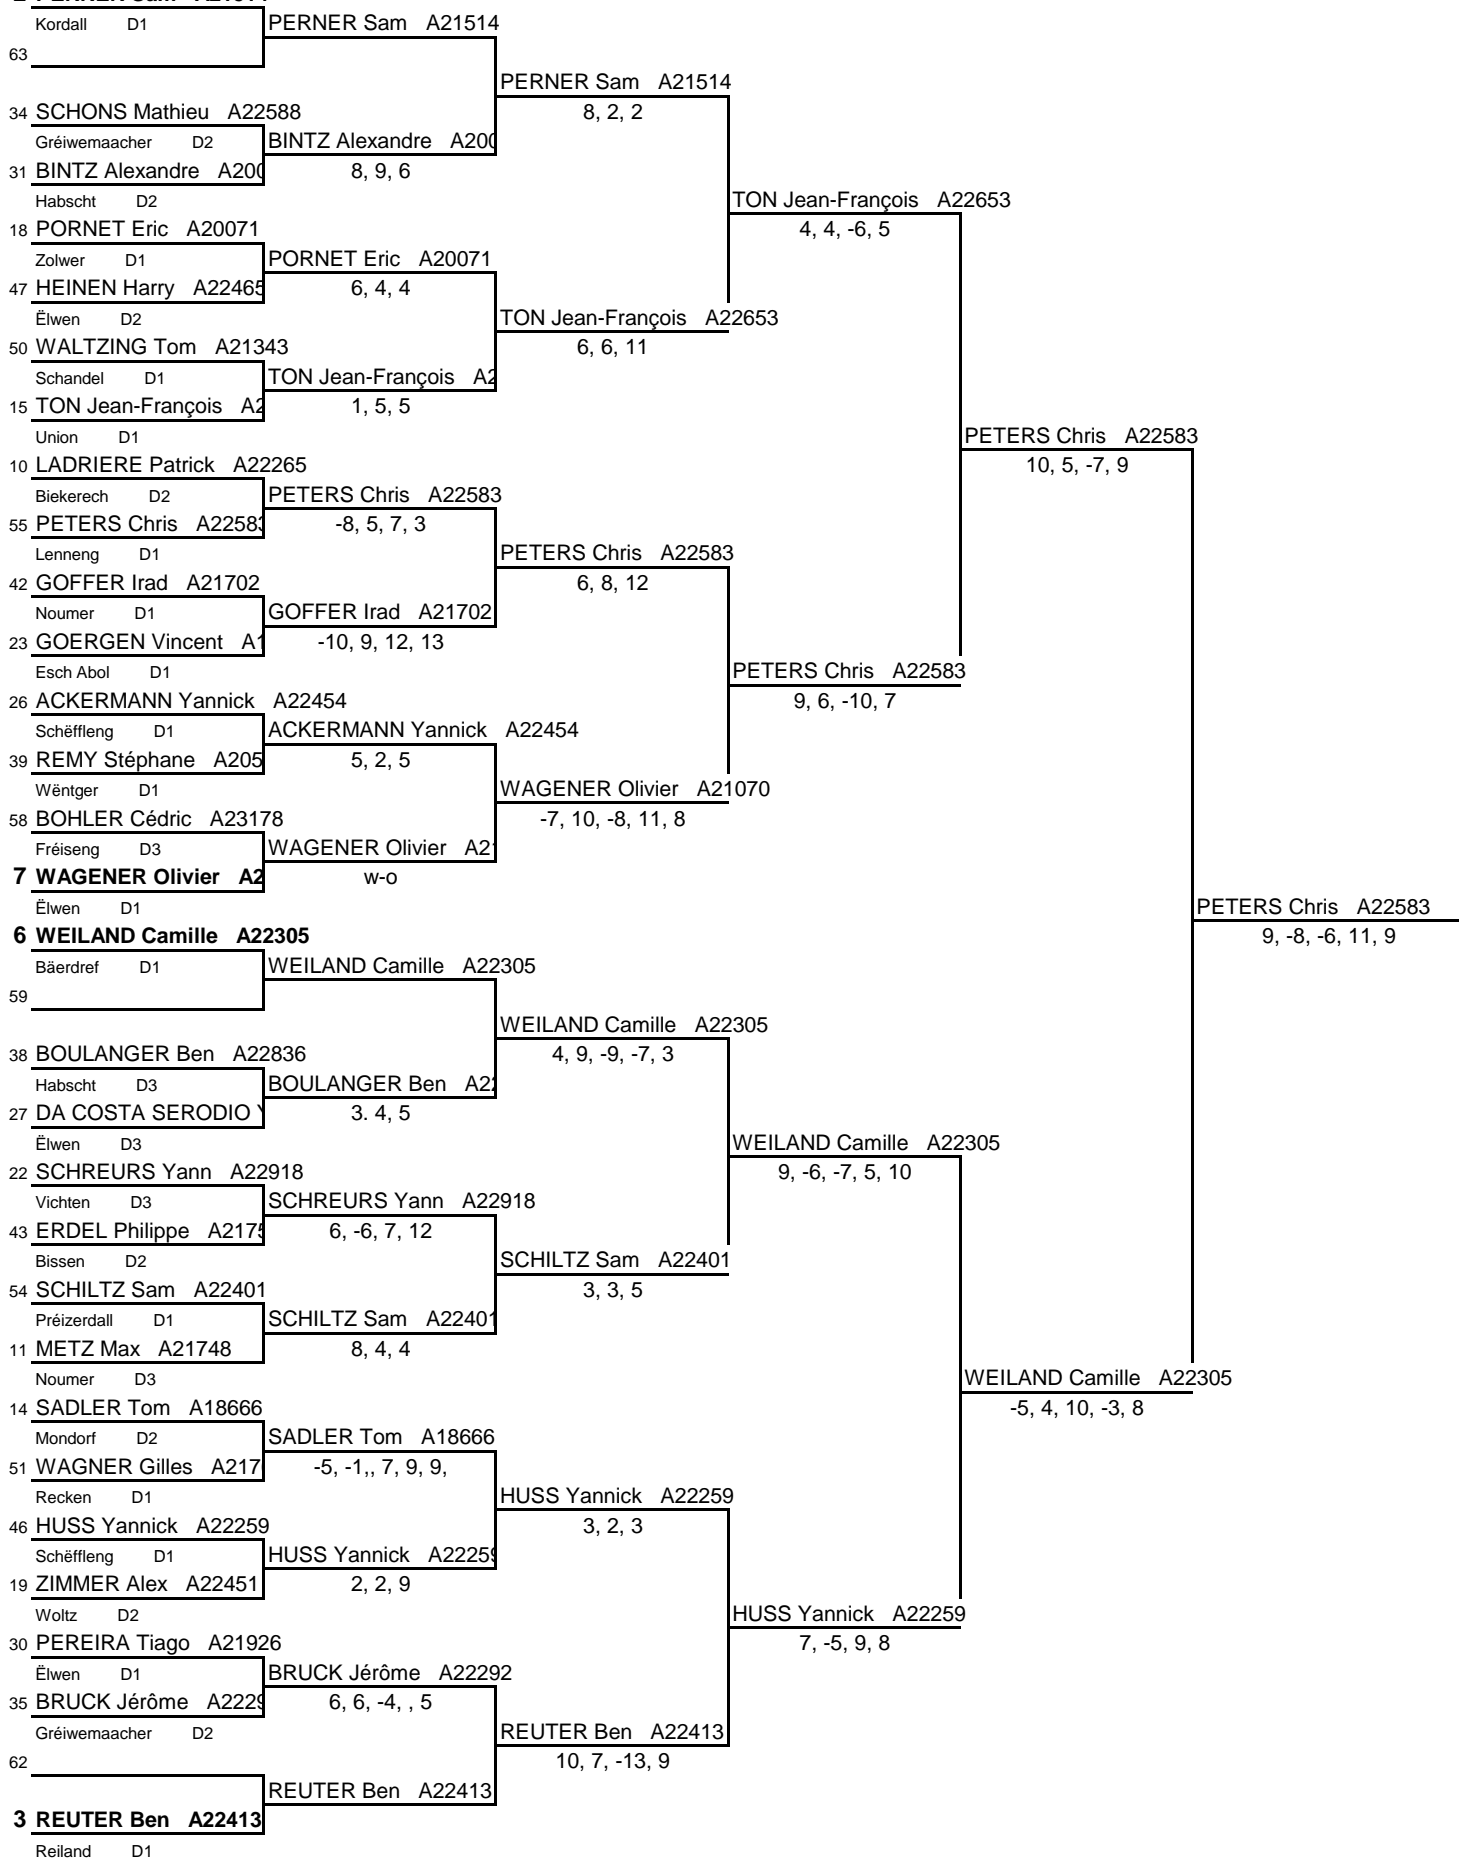 Kordall D1
PERNER Sam A21514
63
PERNER Sam A21514
34 SCHONS Mathieu A22588
8, 2, 2
Gréiwemaacher D2
BINTZ Alexandre A200
31 BINTZ Alexandre A200
8, 9, 6
Habscht D2
TON Jean-François A22653
18 PORNET Eric A20071
4, 4, -6, 5
Zolwer D1
PORNET Eric A20071
47 HEINEN Harry A22465
6, 4, 4
Ëlwen D2
TON Jean-François A22653
50 WALTZING Tom A21343
6, 6, 11
Schandel D1
TON Jean-François A2
15 TON Jean-François A2
1, 5, 5
Union D1
PETERS Chris A22583
10 LADRIERE Patrick A22265
10, 5, -7, 9
Biekerech D2
PETERS Chris A22583
55 PETERS Chris A22583
-8, 5, 7, 3
Lenneng D1
PETERS Chris A22583
42 GOFFER Irad A21702
6, 8, 12
Noumer D1
GOFFER Irad A21702
23 GOERGEN Vincent A1
-10, 9, 12, 13
Esch Abol D1
PETERS Chris A22583
26 ACKERMANN Yannick A22454
9, 6, -10, 7
Schëffleng D1
ACKERMANN Yannick A22454
39 REMY Stéphane A205
5, 2, 5
Wëntger D1
WAGENER Olivier A21070
58 BOHLER Cédric A23178
-7, 10, -8, 11, 8
Fréiseng D3
WAGENER Olivier A21
7 WAGENER Olivier A2
w-o
Ëlwen D1
PETERS Chris A22583
6 WEILAND Camille A22305
9, -8, -6, 11, 9
Bäerdref D1
WEILAND Camille A22305
59
WEILAND Camille A22305
38 BOULANGER Ben A22836
4, 9, -9, -7, 3
Habscht D3
BOULANGER Ben A22
27 DA COSTA SERODIO Y
3. 4, 5
Ëlwen D3
WEILAND Camille A22305
22 SCHREURS Yann A22918
9, -6, -7, 5, 10
Vichten D3
SCHREURS Yann A22918
43 ERDEL Philippe A2175
6, -6, 7, 12
Bissen D2
SCHILTZ Sam A22401
54 SCHILTZ Sam A22401
3, 3, 5
Préizerdall D1
SCHILTZ Sam A22401
11 METZ Max A21748
8, 4, 4
Noumer D3
WEILAND Camille A22305
14 SADLER Tom A18666
-5, 4, 10, -3, 8
Mondorf D2
SADLER Tom A18666
51 WAGNER Gilles A217
-5, -1,, 7, 9, 9,
Recken D1
HUSS Yannick A22259
46 HUSS Yannick A22259
3, 2, 3
Schëffleng D1
HUSS Yannick A22259
19 ZIMMER Alex A22451
2, 2, 9
Woltz D2
HUSS Yannick A22259
30 PEREIRA Tiago A21926
7, -5, 9, 8
Ëlwen D1
BRUCK Jérôme A22292
35 BRUCK Jérôme A2229
6, 6, -4, , 5
Gréiwemaacher D2
REUTER Ben A22413
62
10, 7, -13, 9
REUTER Ben A22413
3 REUTER Ben A22413
Reiland D1